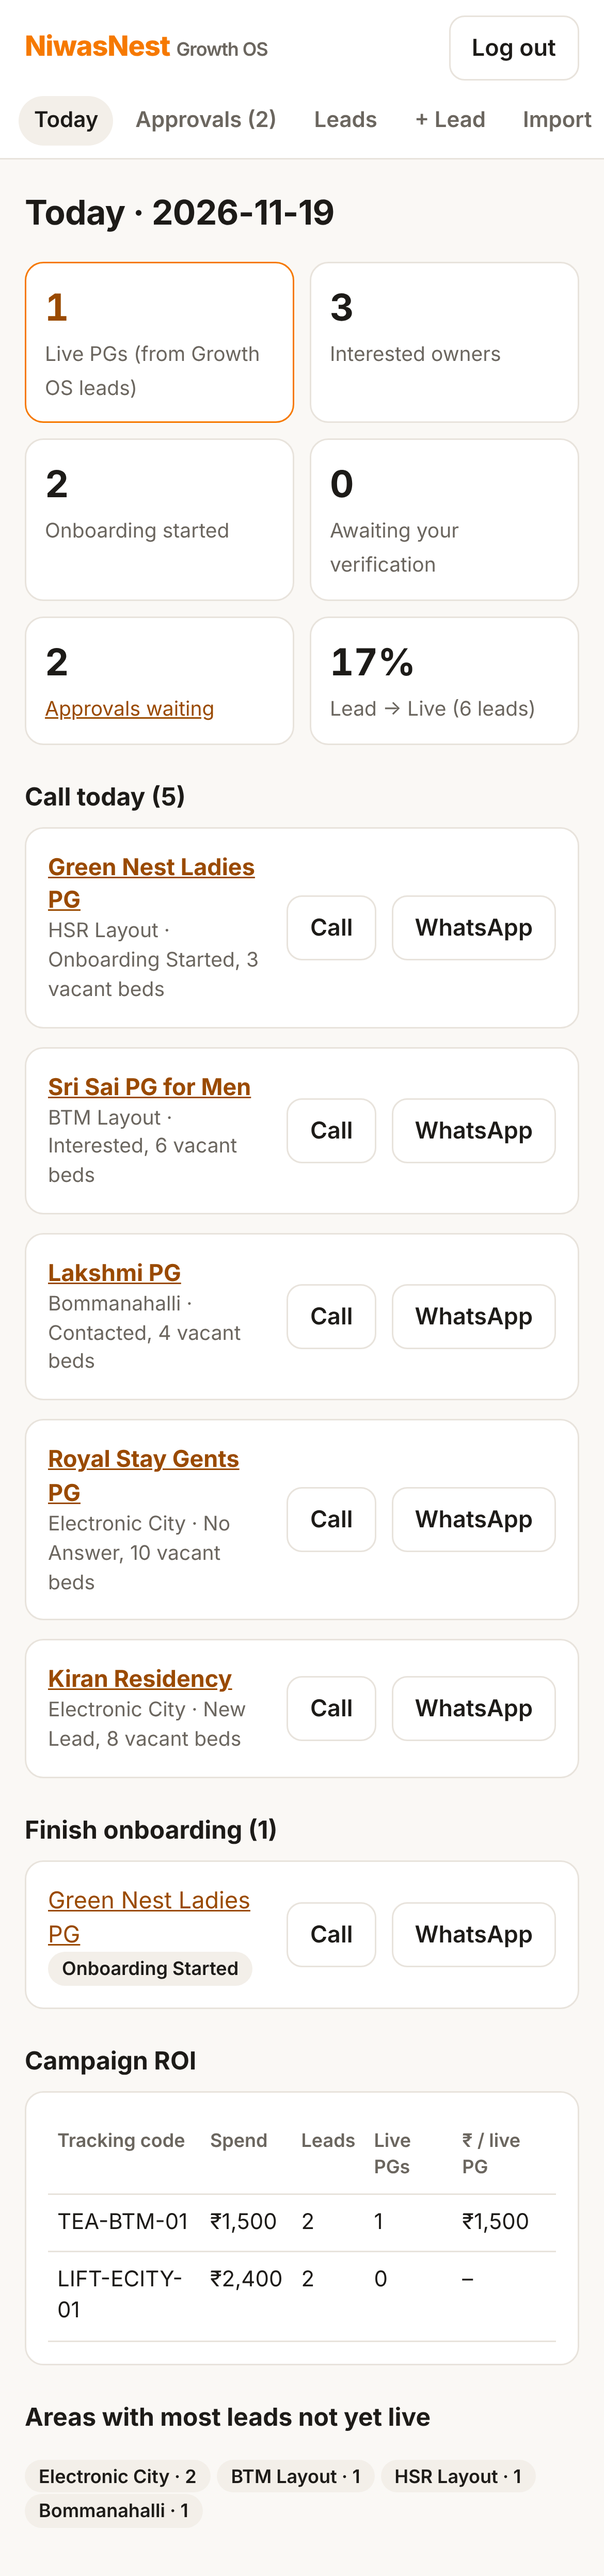 NiwasNest Growth OS
Log out
Today
Approvals (2)
Leads
+ Lead
Import
Today · 2026-11-19
1
Live PGs (from Growth
OS leads)
3
Interested owners
2
Onboarding started
0
Awaiting your
verification
2
Approvals waiting
17%
Lead → Live (6 leads)
Call today (5)
Green Nest Ladies
PG
HSR Layout ·
Onboarding Started, 3
vacant beds
Call
WhatsApp
Sri Sai PG for Men
BTM Layout ·
Interested, 6 vacant
beds
Call
WhatsApp
Lakshmi PG
Bommanahalli ·
Contacted, 4 vacant
beds
Call
WhatsApp
Royal Stay Gents
PG
Electronic City · No
Answer, 10 vacant
beds
Call
WhatsApp
Kiran Residency
Electronic City · New
Lead, 8 vacant beds
Call
WhatsApp
Finish onboarding (1)
Green Nest Ladies
PG
Onboarding Started
Call
WhatsApp
Campaign ROI
Tracking code Spend Leads Live PGs ₹ / live PG
TEA-BTM-01 ₹1,500 2 1 ₹1,500
LIFT-ECITY-01 ₹2,400 2 0 –
Areas with most leads not yet live
Electronic City · 2 BTM Layout · 1 HSR Layout · 1
Bommanahalli · 1